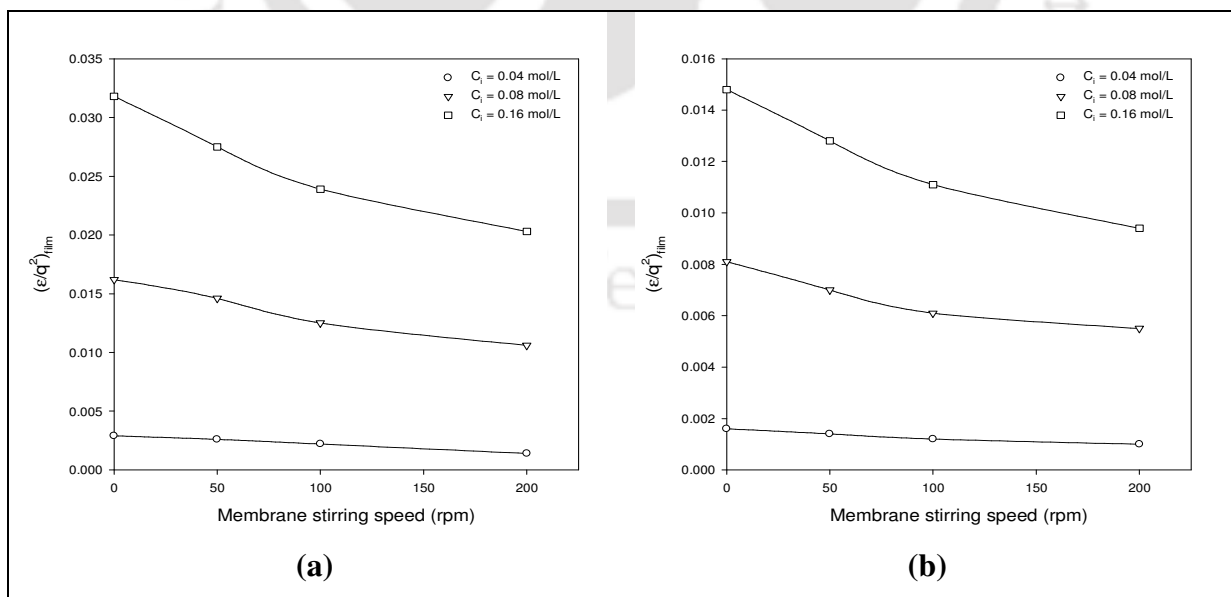 0.035
0.030
0.025
0.020
0.015
0.010
0.005
0.000
(ε/q²)film
0 50 100 150 200
Membrane stirring speed (rpm)
Ci = 0.04 mol/L
Ci = 0.08 mol/L
Ci = 0.16 mol/L
(a)
0.016
0.014
0.012
0.010
0.008
0.006
0.004
0.002
0.000
(ε/q²)film
0 50 100 150 200
Membrane stirring speed (rpm)
Ci = 0.04 mol/L
Ci = 0.08 mol/L
Ci = 0.16 mol/L
(b)